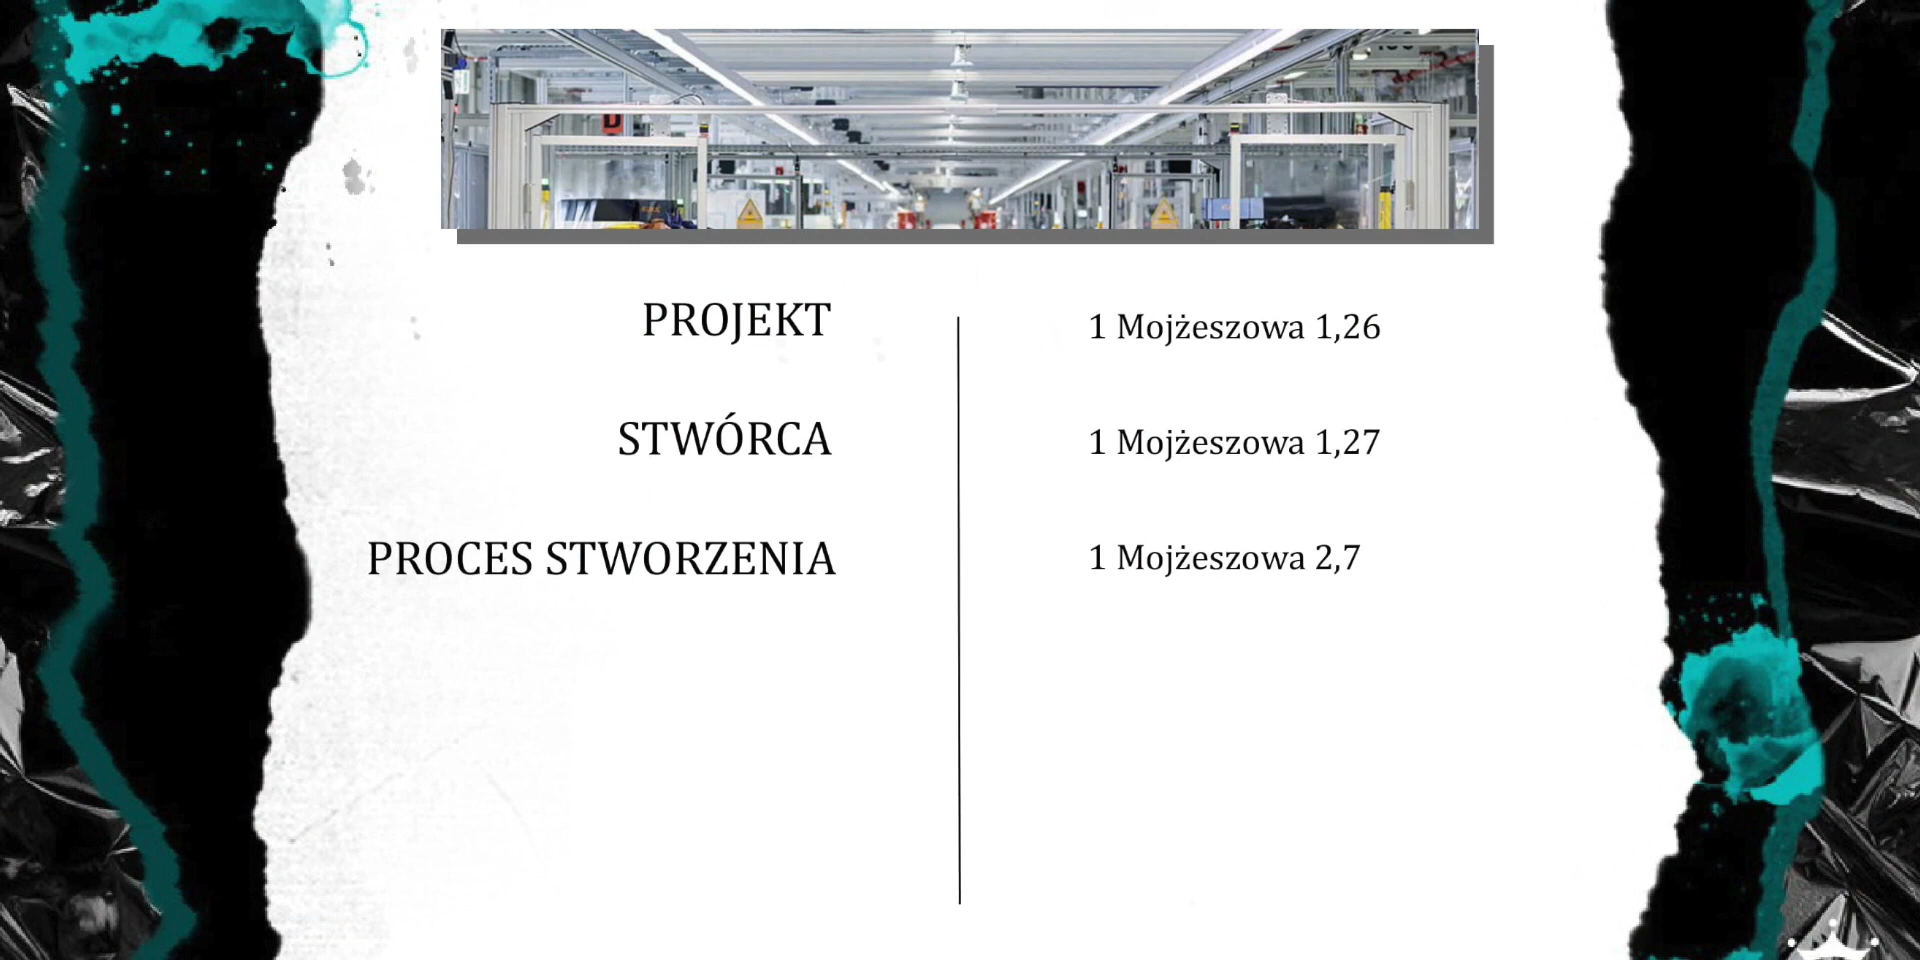 PROJEKT
1 Mojżeszowa 1,26
STWÓRCA
1 Mojżeszowa 1,27
PROCES STWORZENIA
1 Mojżeszowa 2,7